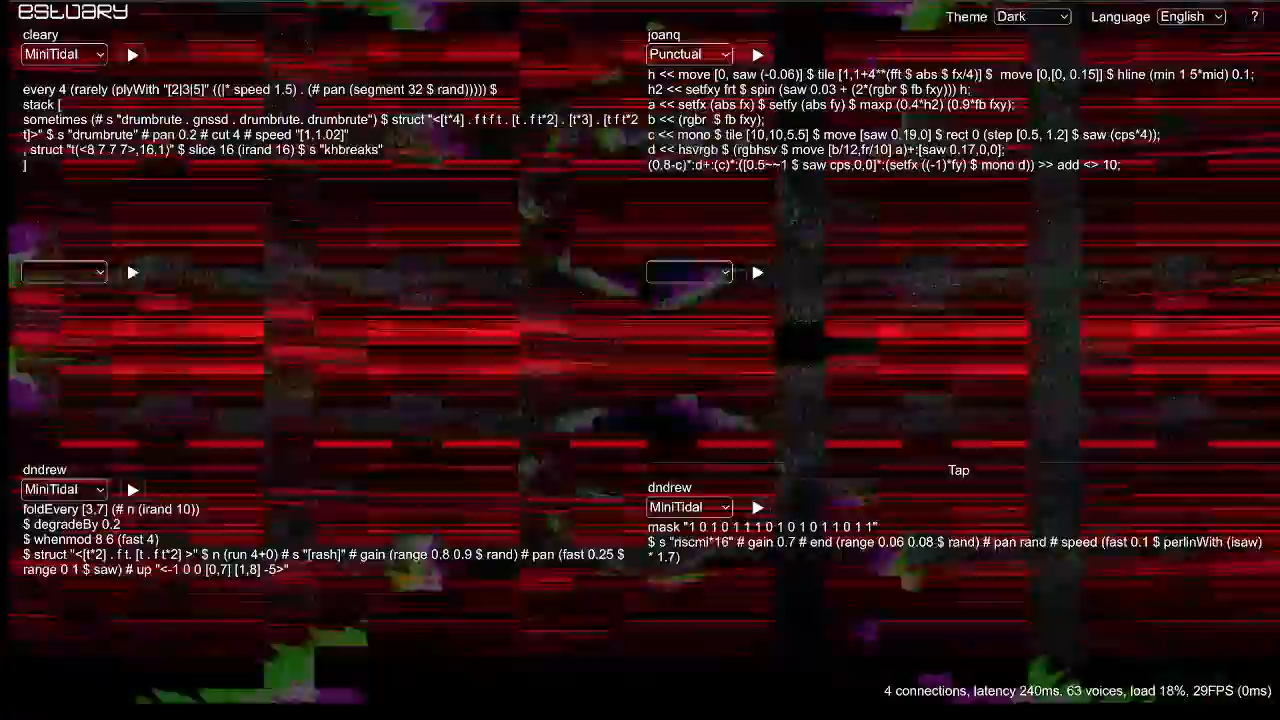 estuary
Theme Dark Language English ?
cleary
MiniTidal
every 4 (rarely (plyWith "[2|3|5]" ((|* speed 1.5) . (# pan (segment 32 $ rand))))) $
stack [
sometimes (# s "drumbrute . gnssd . drumbrute. drumbrute") $ struct "<[t*4] . f t f t . [t . f t*2] . [t*3] . [t f t*2
t]>" $ s "drumbrute" # pan 0.2 # cut 4 # speed "[1,1.02]"
, struct "t(<8 7 7 7>,16,1)" $ slice 16 (irand 16) $ s "khbreaks"
]
joanq
Punctual
h << move [0, saw (-0.06)] $ tile [1,1+4**(fft $ abs $ fx/4)] $  move [0,[0, 0.15]] $ hline (min 1 5*mid) 0.1;
h2 << setfxy frt $ spin (saw 0.03 + (2*(rgbr $ fb fxy))) h;
a << setfx (abs fx) $ setfy (abs fy) $ maxp (0.4*h2) (0.9*fb fxy);
b << (rgbr  $ fb fxy);
c << mono $ tile [10,10,5,5] $ move [saw 0.19,0] $ rect 0 (step [0.5, 1.2] $ saw (cps*4));
d << hsvrgb $ (rgbhsv $ move [b/12,fr/10] a)+:[saw 0.17,0,0];
(0.8-c)*:d+:(c)*:([0.5~~1 $ saw cps,0,0]*:(setfx ((-1)*fy) $ mono d)) >> add <> 10;
dndrew
MiniTidal
foldEvery [3,7] (# n (irand 10))
$ degradeBy 0.2
$ whenmod 8 6 (fast 4)
$ struct "<[t*2] . f t. [t . f t*2] >" $ n (run 4+0) # s "[rash]" # gain (range 0.8 0.9 $ rand) # pan (fast 0.25 $
range 0 1 $ saw) # up "<-1 0 0 [0,7] [1,8] -5>"
Tap
dndrew
MiniTidal
mask "1 0 1 0 1 1 1 0 1 0 1 0 1 1 0 1 1"
$ s "riscmi*16" # gain 0.7 # end (range 0.06 0.08 $ rand) # pan rand # speed (fast 0.1 $ perlinWith (isaw)
* 1.7)
4 connections, latency 240ms. 63 voices, load 18%, 29FPS (0ms)